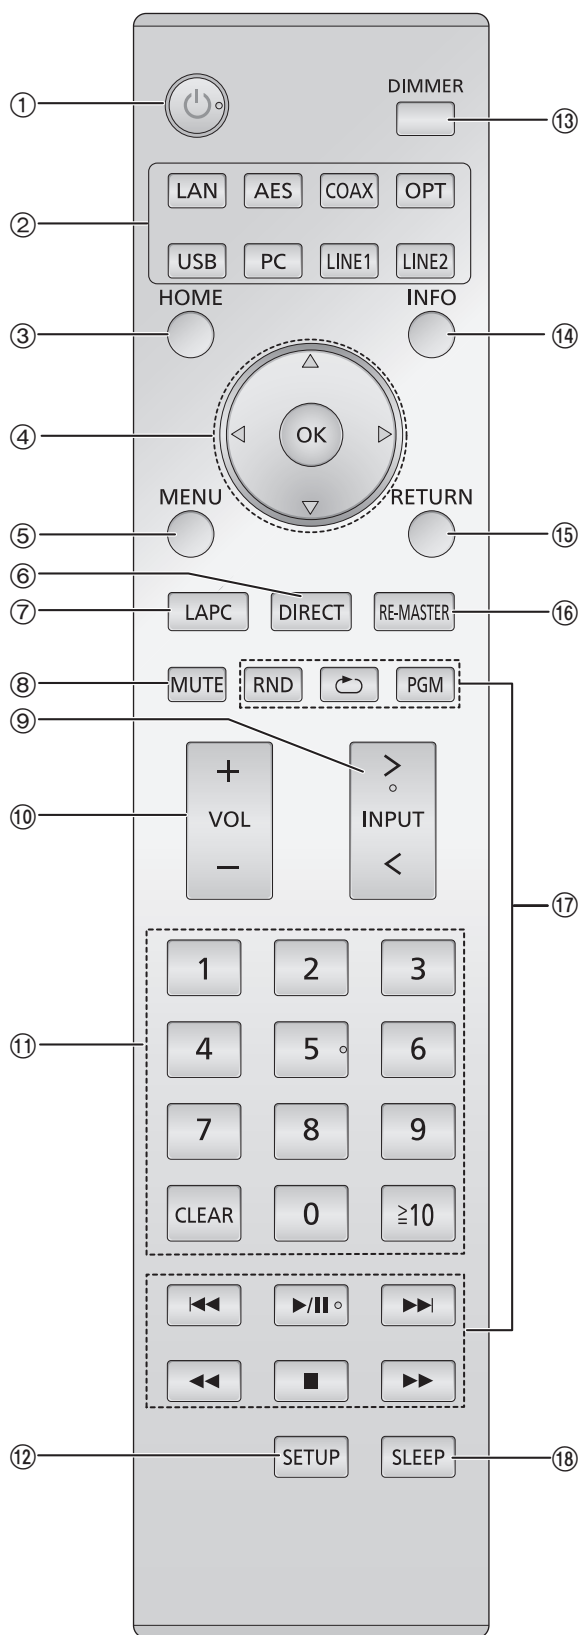 ①
DIMMER
⑬
LAN AES COAX OPT
②
USB PC LINE1 LINE2
HOME INFO
③ ⑭
④ OK
MENU RETURN
⑤ ⑮
⑥
⑦ LAPC DIRECT RE-MASTER ⑯
⑧ MUTE RND PGM
⑨
+ >
⑩ VOL INPUT
− <
⑰
1 2 3
⑪ 4 5 6
7 8 9
CLEAR 0 ≧10
⑫ SETUP SLEEP ⑱